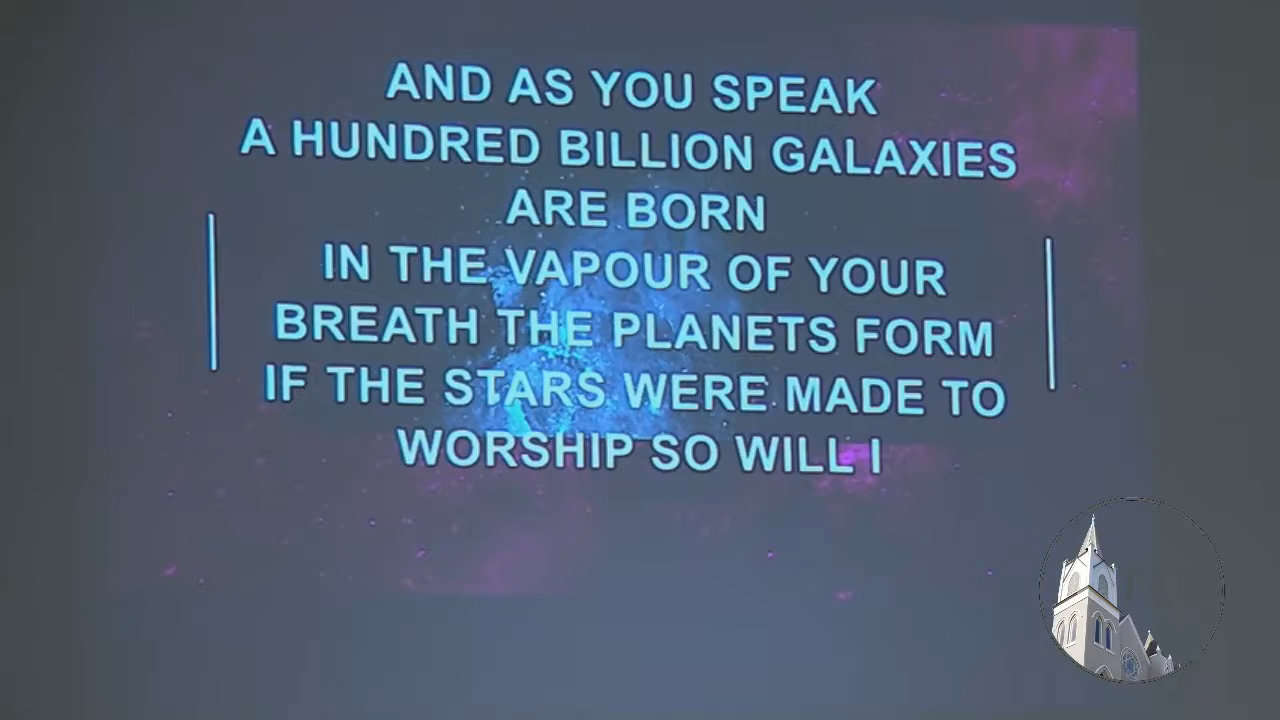 AND AS YOU SPEAK
A HUNDRED BILLION GALAXIES
ARE BORN
IN THE VAPOUR OF YOUR
BREATH THE PLANETS FORM
IF THE STARS WERE MADE TO
WORSHIP SO WILL I